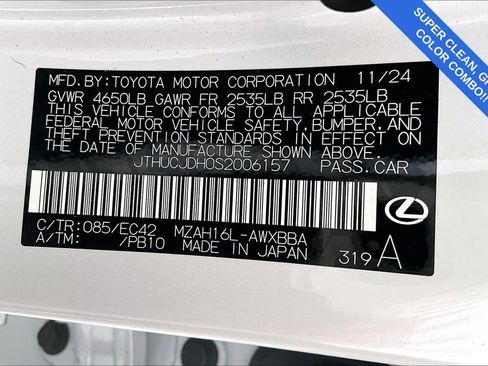 SUPER CLEAN, G
COLOR COMBO!!
MFD. BY: TOYOTA MOTOR CORPORATION 11/24
GVWR 4650LB GAWR FR 2535LB RR 2535LB
THIS VEHICLE CONFORMS TO ALL APPLICABLE
FEDERAL MOTOR VEHICLE SAFETY, BUMPER, AND
THEFT PREVENTION STANDARDS IN EFFECT ON
THE DATE OF MANUFACTURE SHOWN ABOVE.
JTHUCJDH0S2006157 PASS. CAR
C/TR: 085/EC42 MZAH16L-AWXBBA
A/TM: /PB10 MADE IN JAPAN 319 A